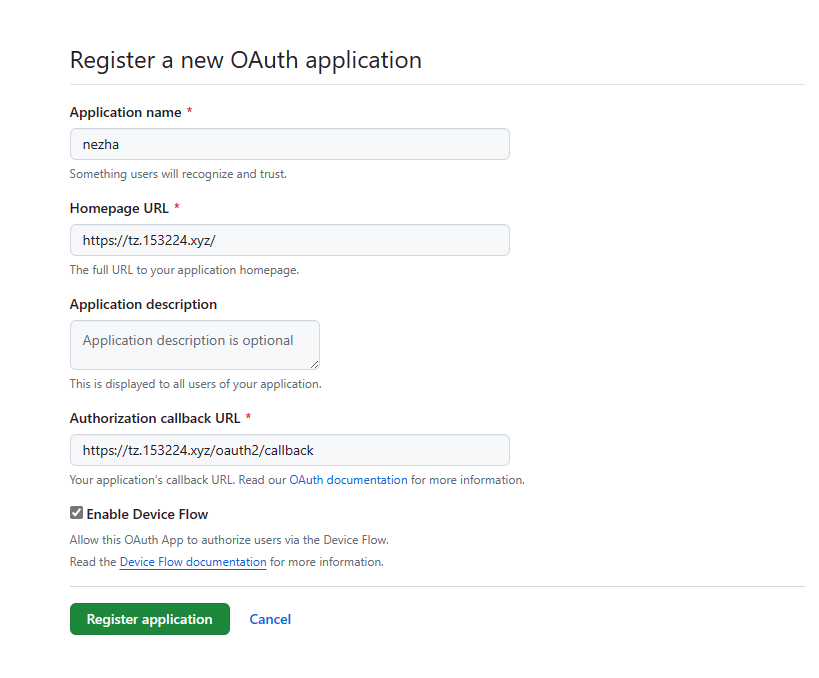 Register a new OAuth application
Application name *
nezha
Something users will recognize and trust.
Homepage URL *
https://tz.153224.xyz/
The full URL to your application homepage.
Application description
Application description is optional
This is displayed to all users of your application.
Authorization callback URL *
https://tz.153224.xyz/oauth2/callback
Your application's callback URL. Read our OAuth documentation for more information.
Enable Device Flow
Allow this OAuth App to authorize users via the Device Flow.
Read the Device Flow documentation for more information.
Register application Cancel